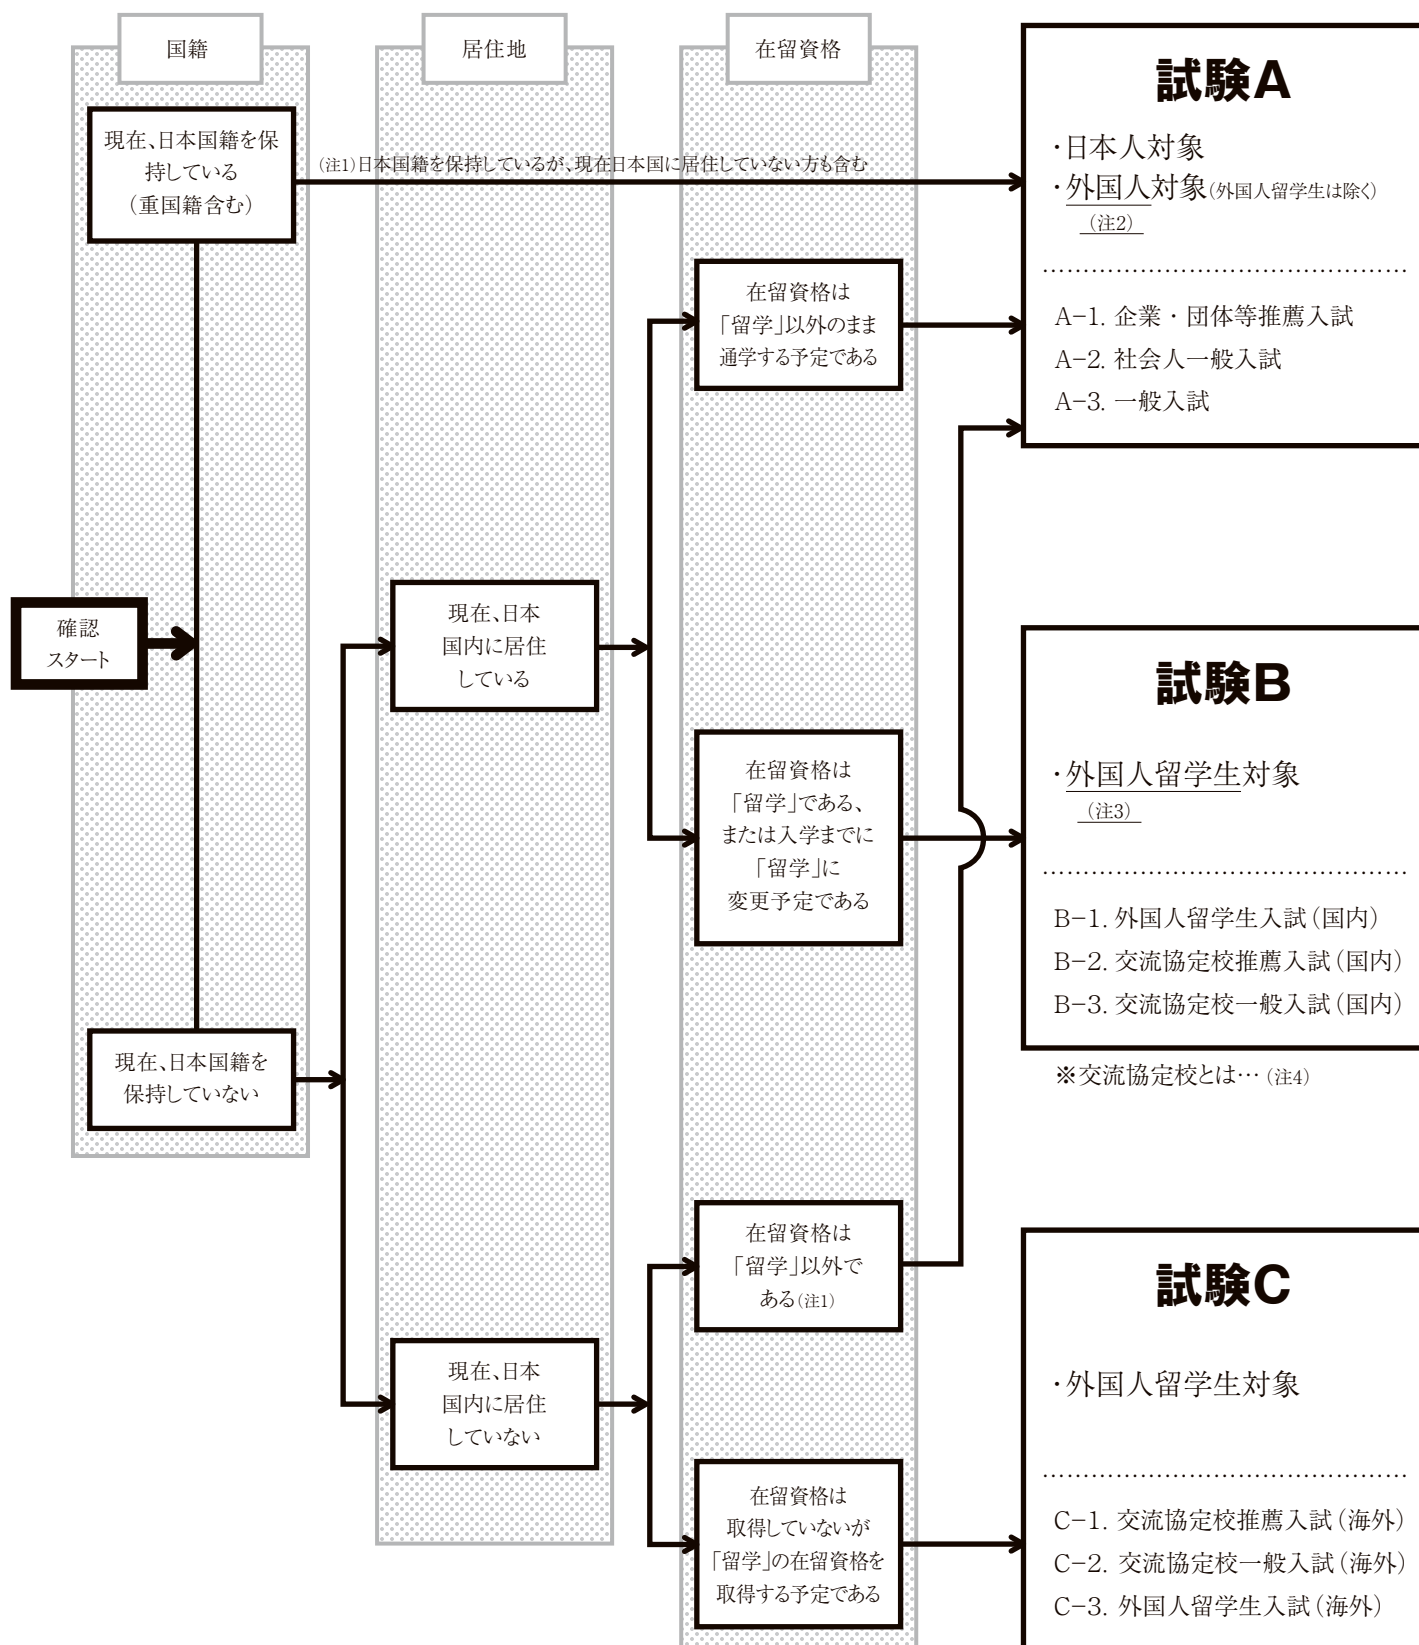 国籍
居住地
在留資格
確認
スタート
現在、日本国籍を保
持している
（重国籍含む）
(注1)日本国籍を保持しているが、現在日本国に居住していない方も含む
現在、日本国籍を
保持していない
現在、日本
国内に居住
している
現在、日本
国内に居住
していない
在留資格は
「留学」以外のまま
通学する予定である
在留資格は
「留学」である、
または入学までに
「留学」に
変更予定である
在留資格は
「留学」以外で
ある(注1)
在留資格は
取得していないが
「留学」の在留資格を
取得する予定である
試験A
・日本人対象
・外国人対象(外国人留学生は除く)
(注2)
A-1. 企業・団体等推薦入試
A-2. 社会人一般入試
A-3. 一般入試
試験B
・外国人留学生対象
(注3)
B-1. 外国人留学生入試(国内)
B-2. 交流協定校推薦入試(国内)
B-3. 交流協定校一般入試(国内)
※交流協定校とは…(注4)
試験C
・外国人留学生対象
C-1. 交流協定校推薦入試(海外)
C-2. 交流協定校一般入試(海外)
C-3. 外国人留学生入試(海外)